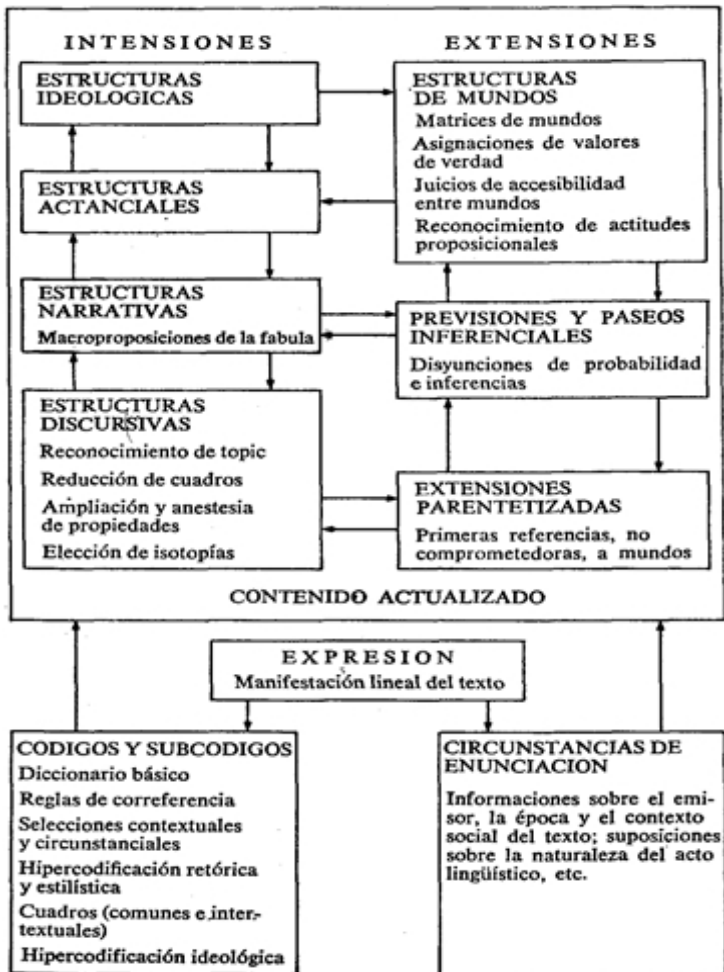 INTENSIONES
ESTRUCTURAS
IDEOLOGICAS
ESTRUCTURAS
ACTANCIALES
ESTRUCTURAS
NARRATIVAS
Macroproposiciones de la fabula
ESTRUCTURAS
DISCURSIVAS
Reconocimiento de topic
Reducción de cuadros
Ampliación y anestesia
de propiedades
Elección de isotopías
EXTENSIONES
ESTRUCTURAS
DE MUNDOS
Matrices de mundos
Asignaciones de valores
de verdad
Juicios de accesibilidad
entre mundos
Reconocimiento de actitudes
proposicionales
PREVISIONES Y PASEOS
INFERENCIALES
Disyunciones de probabilidad
e inferencias
EXTENSIONES
PARENTETIZADAS
Primeras referencias, no
comprometedoras, a mundos
CONTENIDO ACTUALIZADO
EXPRESION
Manifestación lineal del texto
CODIGOS Y SUBCODIGOS
Diccionario básico
Reglas de correferencia
Selecciones contextuales
y circunstanciales
Hipercodificación retórica
y estilística
Cuadros (comunes e inter-
textuales)
Hipercodificación ideológica
CIRCUNSTANCIAS DE
ENUNCIACION
Informaciones sobre el emi-
sor, la época y el contexto
social del texto; suposiciones
sobre la naturaleza del acto
lingüístico, etc.